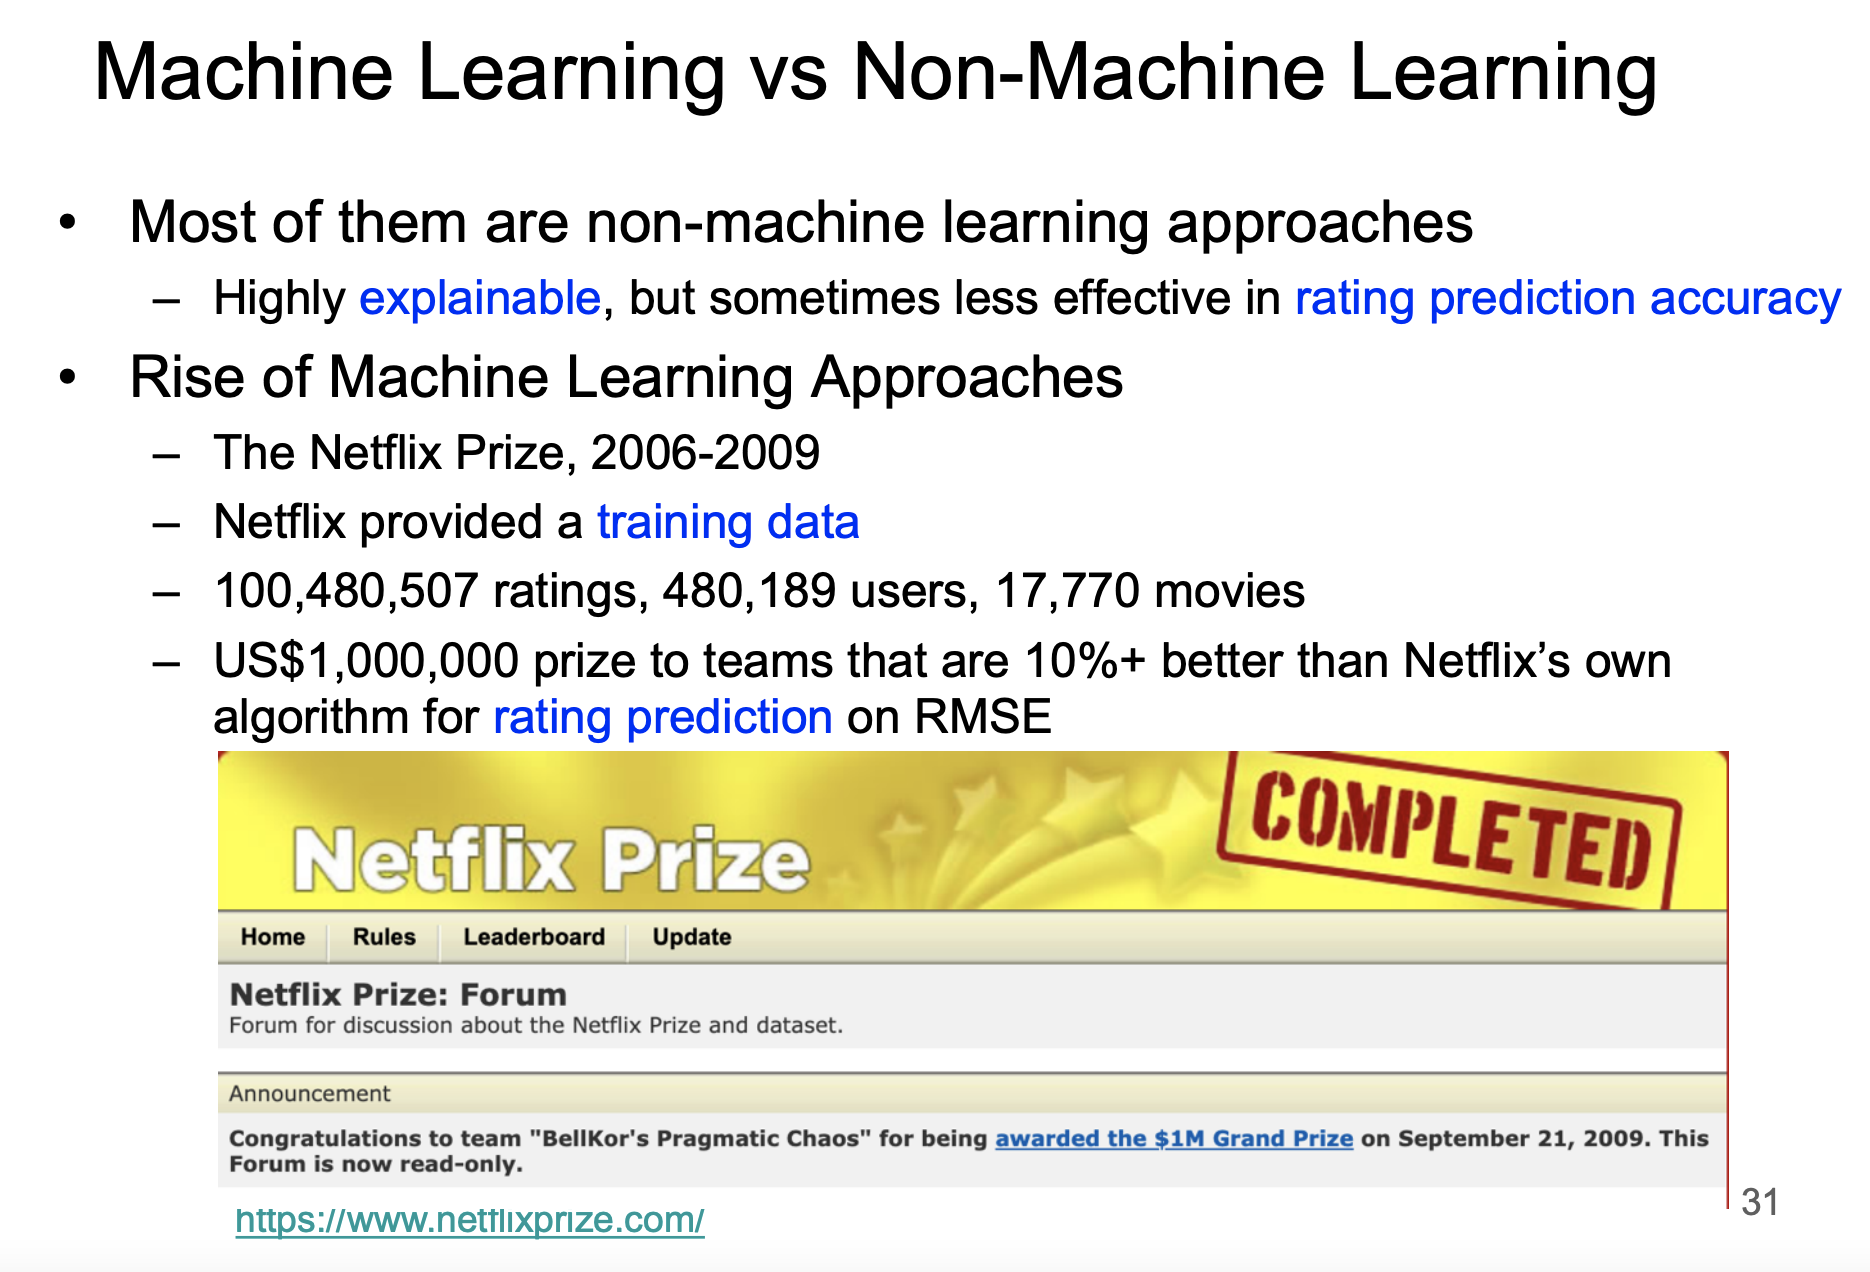 Machine Learning vs Non-Machine Learning
• Most of them are non-machine learning approaches
– Highly explainable, but sometimes less effective in rating prediction accuracy
• Rise of Machine Learning Approaches
– The Netflix Prize, 2006-2009
– Netflix provided a training data
– 100,480,507 ratings, 480,189 users, 17,770 movies
– US$1,000,000 prize to teams that are 10%+ better than Netflix’s own
algorithm for rating prediction on RMSE
Netflix Prize
COMPLETED
Home Rules Leaderboard Update
Netflix Prize: Forum
Forum for discussion about the Netflix Prize and dataset.
Announcement
Congratulations to team "BellKor's Pragmatic Chaos" for being awarded the $1M Grand Prize on September 21, 2009. This
Forum is now read-only.
https://www.netflixprize.com/
31